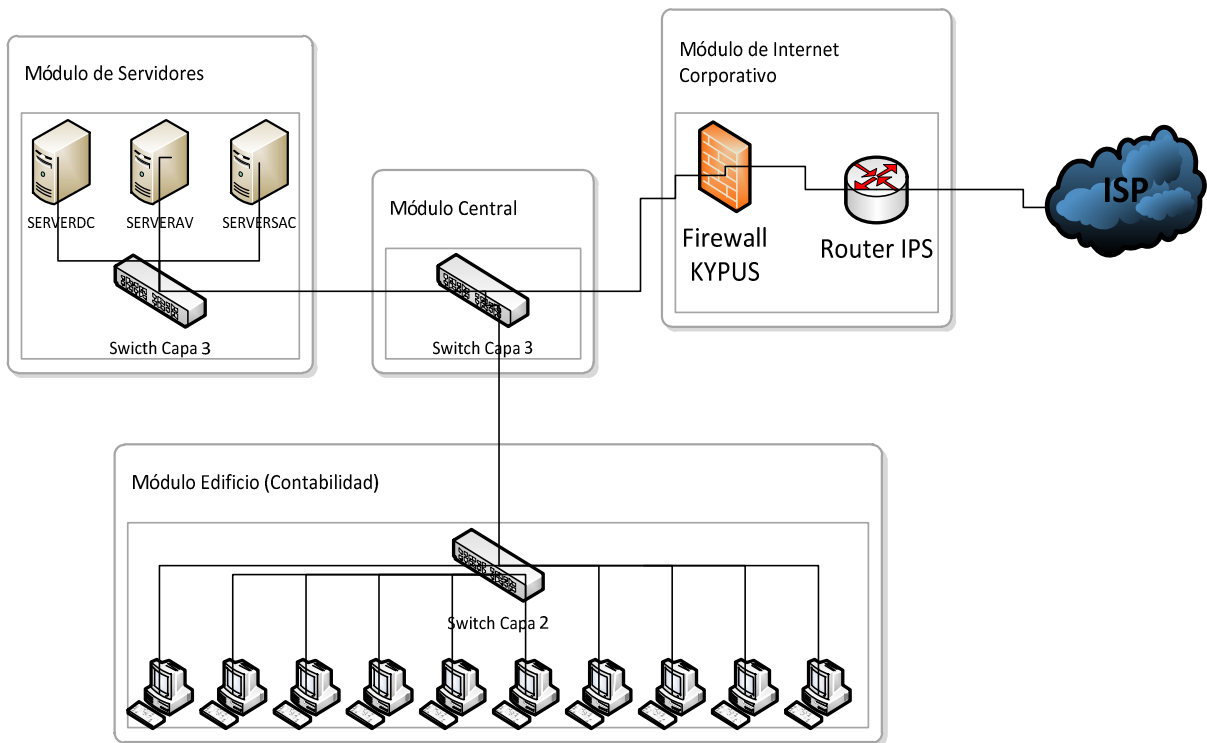 Módulo de Servidores
SERVERDC
SERVERAV
SERVERSAC
Swicth Capa 3
Módulo Central
Switch Capa 3
Módulo de Internet
Corporativo
Firewall
KYPUS
Router IPS
ISP
Módulo Edificio (Contabilidad)
Switch Capa 2